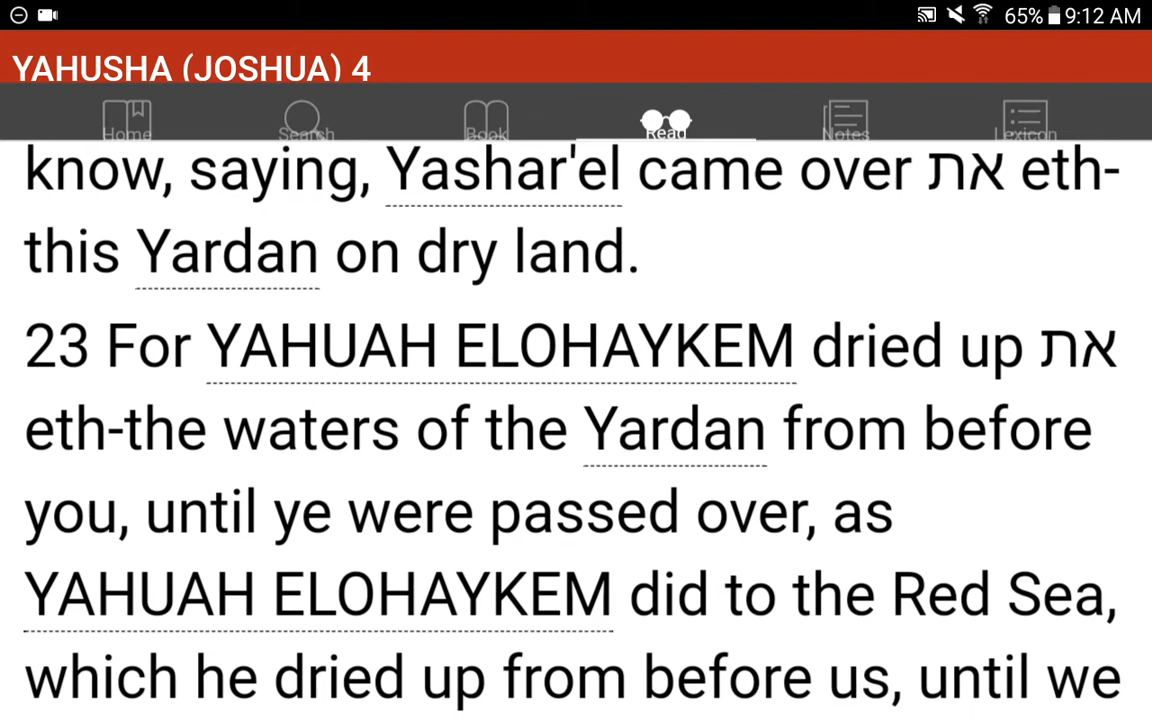 65% 9:12 AM
YAHUSHA (JOSHUA) 4
Home Search Book Read Notes Lexicon
know, saying, Yashar'el came over את eth-
this Yardan on dry land.
23 For YAHUAH ELOHAYKEM dried up את
eth-the waters of the Yardan from before
you, until ye were passed over, as
YAHUAH ELOHAYKEM did to the Red Sea,
which he dried up from before us, until we